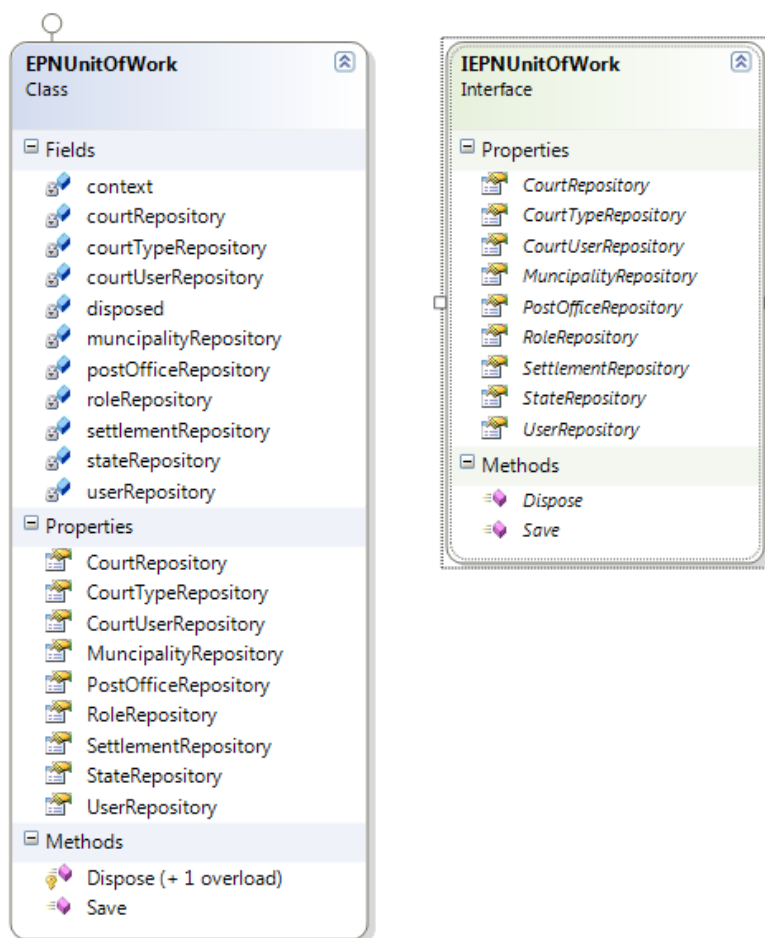 EPNUnitOfWork
Class
Fields
context
courtRepository
courtTypeRepository
courtUserRepository
disposed
muncipalityRepository
postOfficeRepository
roleRepository
settlementRepository
stateRepository
userRepository
Properties
CourtRepository
CourtTypeRepository
CourtUserRepository
MuncipalityRepository
PostOfficeRepository
RoleRepository
SettlementRepository
StateRepository
UserRepository
Methods
Dispose (+ 1 overload)
Save
IEPNUnitOfWork
Interface
Properties
CourtRepository
CourtTypeRepository
CourtUserRepository
MuncipalityRepository
PostOfficeRepository
RoleRepository
SettlementRepository
StateRepository
UserRepository
Methods
Dispose
Save